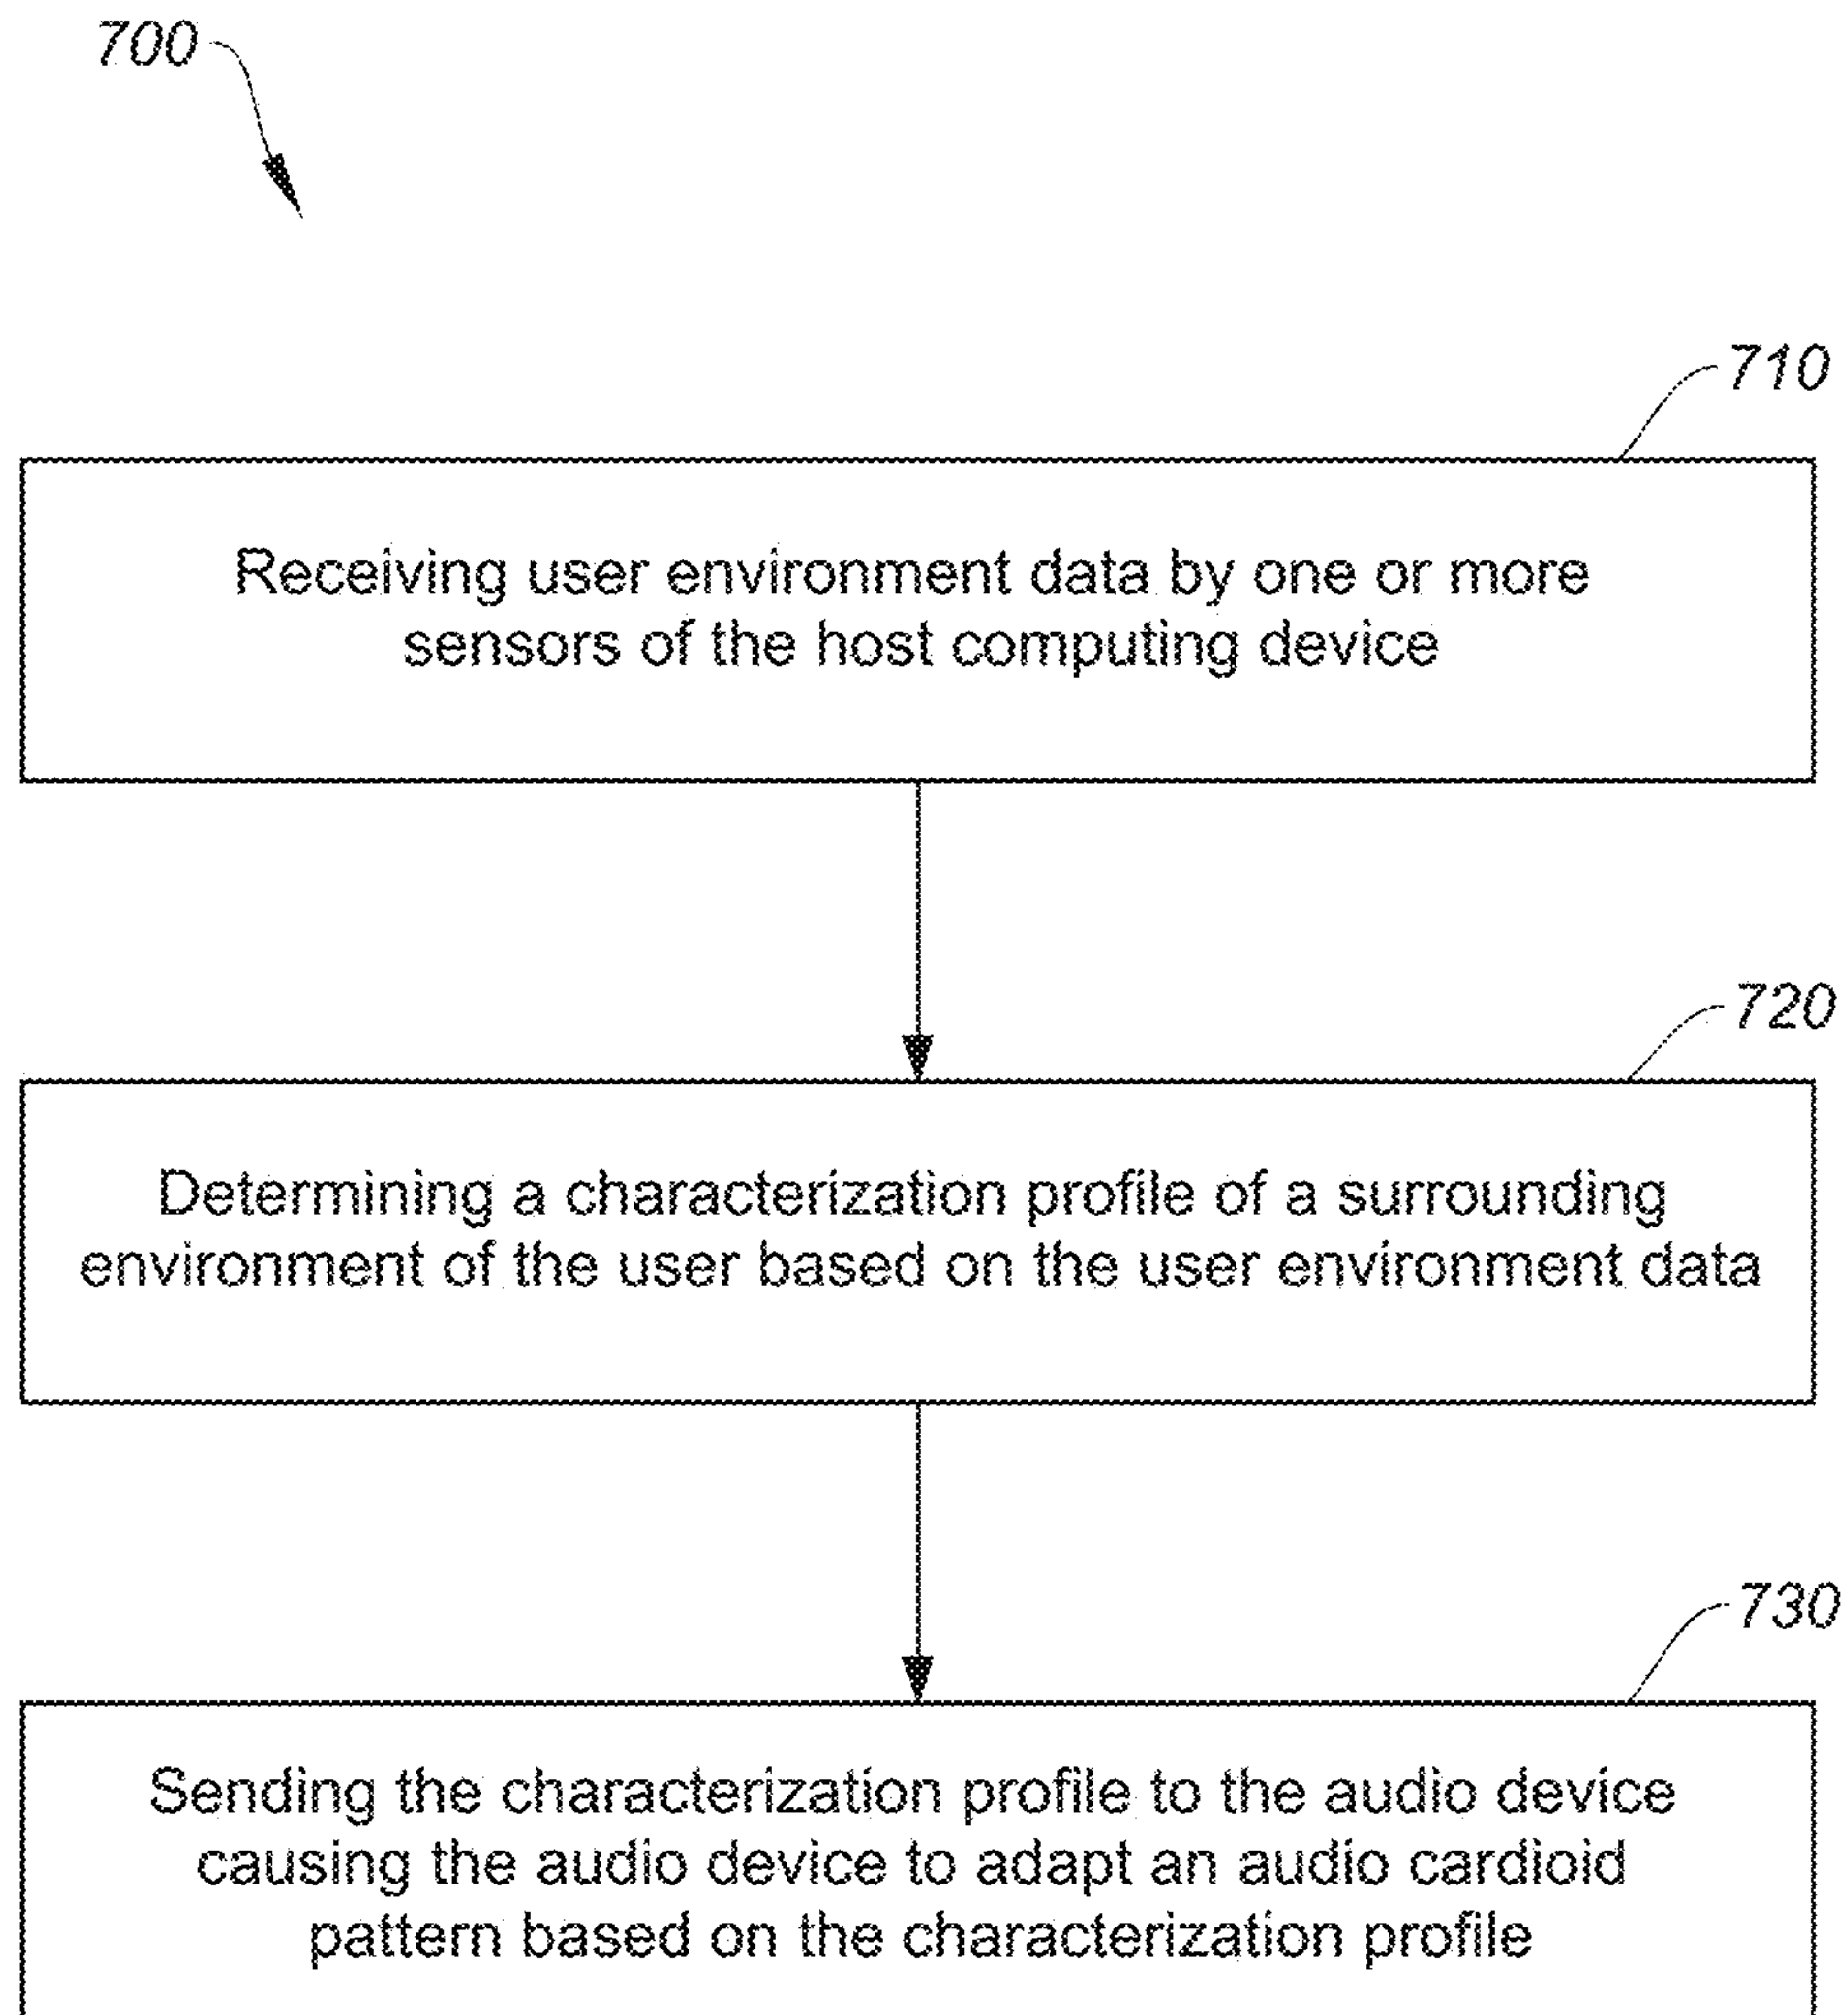 700
710
Receiving user environment data by one or more
sensors of the host computing device
720
Determining a characterization profile of a surrounding
environment of the user based on the user environment data
730
Sending the characterization profile to the audio device
causing the audio device to adapt an audio cardioid
pattern based on the characterization profile